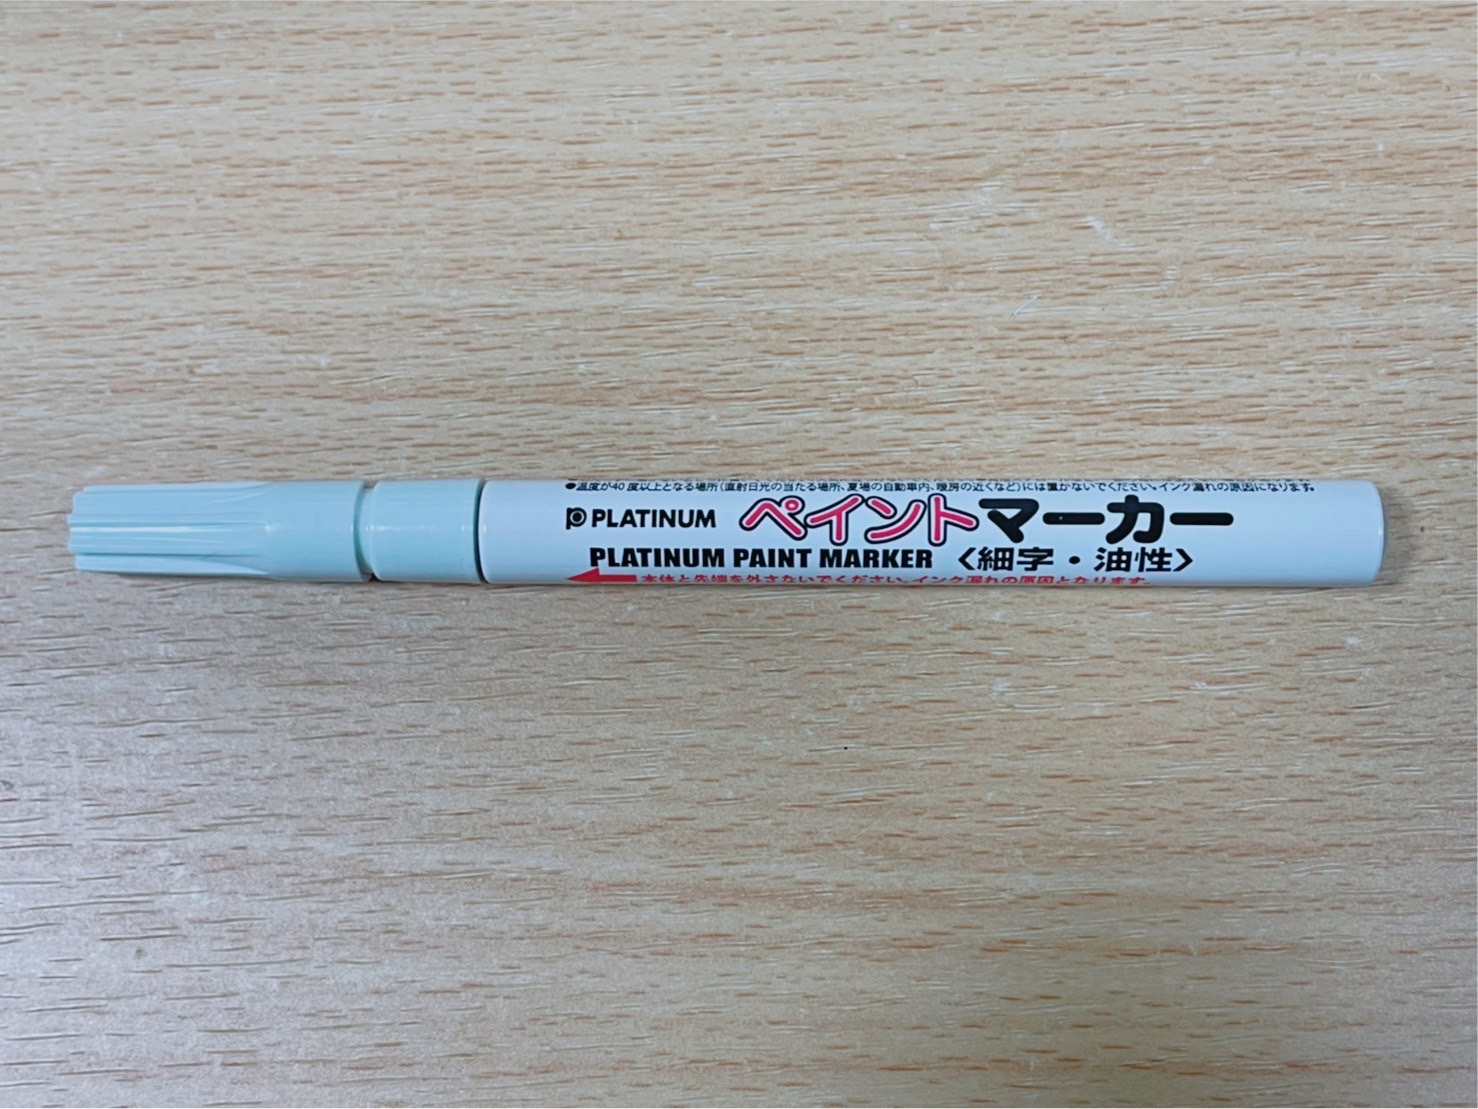 ●温度が40度以上となる場所(直射日光の当たる場所、夏場の自動車内、暖房の近くなど)には置かないでください。インク漏れの原因になります。
PLATINUM ペイントマーカー
PLATINUM PAINT MARKER 〈細字・油性〉
本体と先端を外さないでください。インク漏れの原因となります。